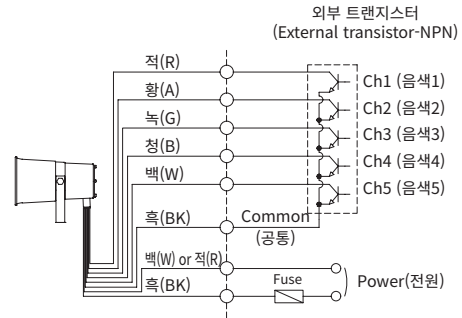 외부 트랜지스터
(External transistor-NPN)
적(R)
Ch1 (음색1)
황(A)
Ch2 (음색2)
녹(G)
Ch3 (음색3)
청(B)
Ch4 (음색4)
백(W)
Ch5 (음색5)
흑(BK)
Common
(공통)
백(W) or 적(R)
흑(BK)
Fuse
Power(전원)